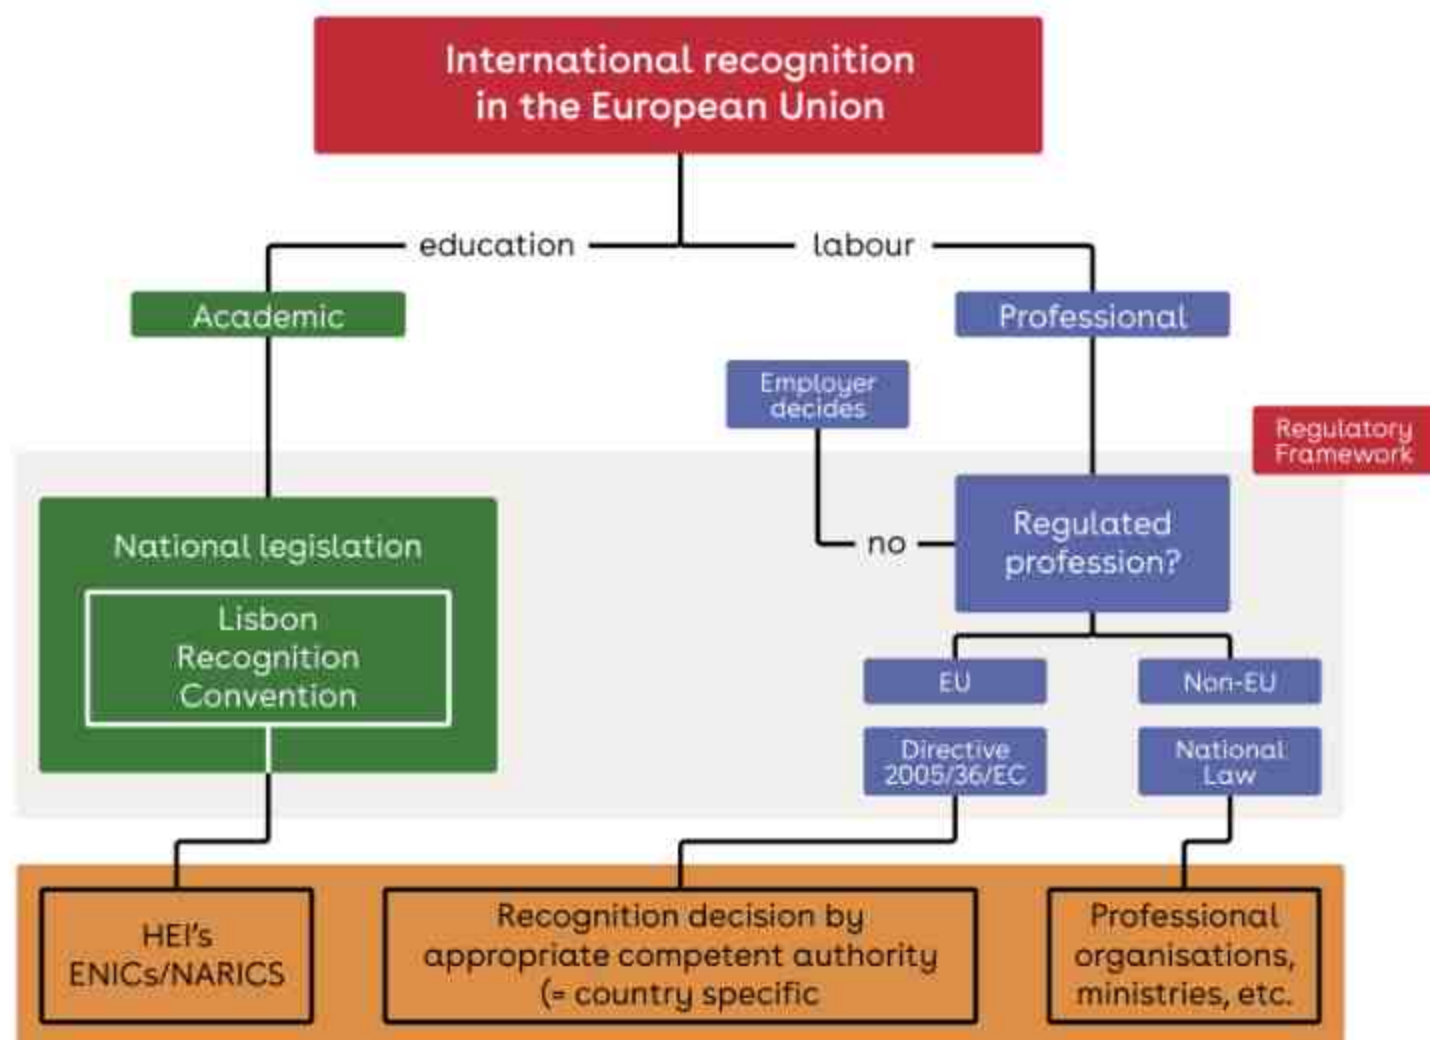 International recognition
in the European Union
education
labour
Academic
Professional
Employer
decides
Regulatory
Framework
National legislation
Lisbon
Recognition
Convention
no
Regulated
profession?
EU
Non-EU
Directive
2005/36/EC
National
Law
HEI's
ENICs/NARICS
Recognition decision by
appropriate competent authority
(= country specific
Professional
organisations,
ministries, etc.